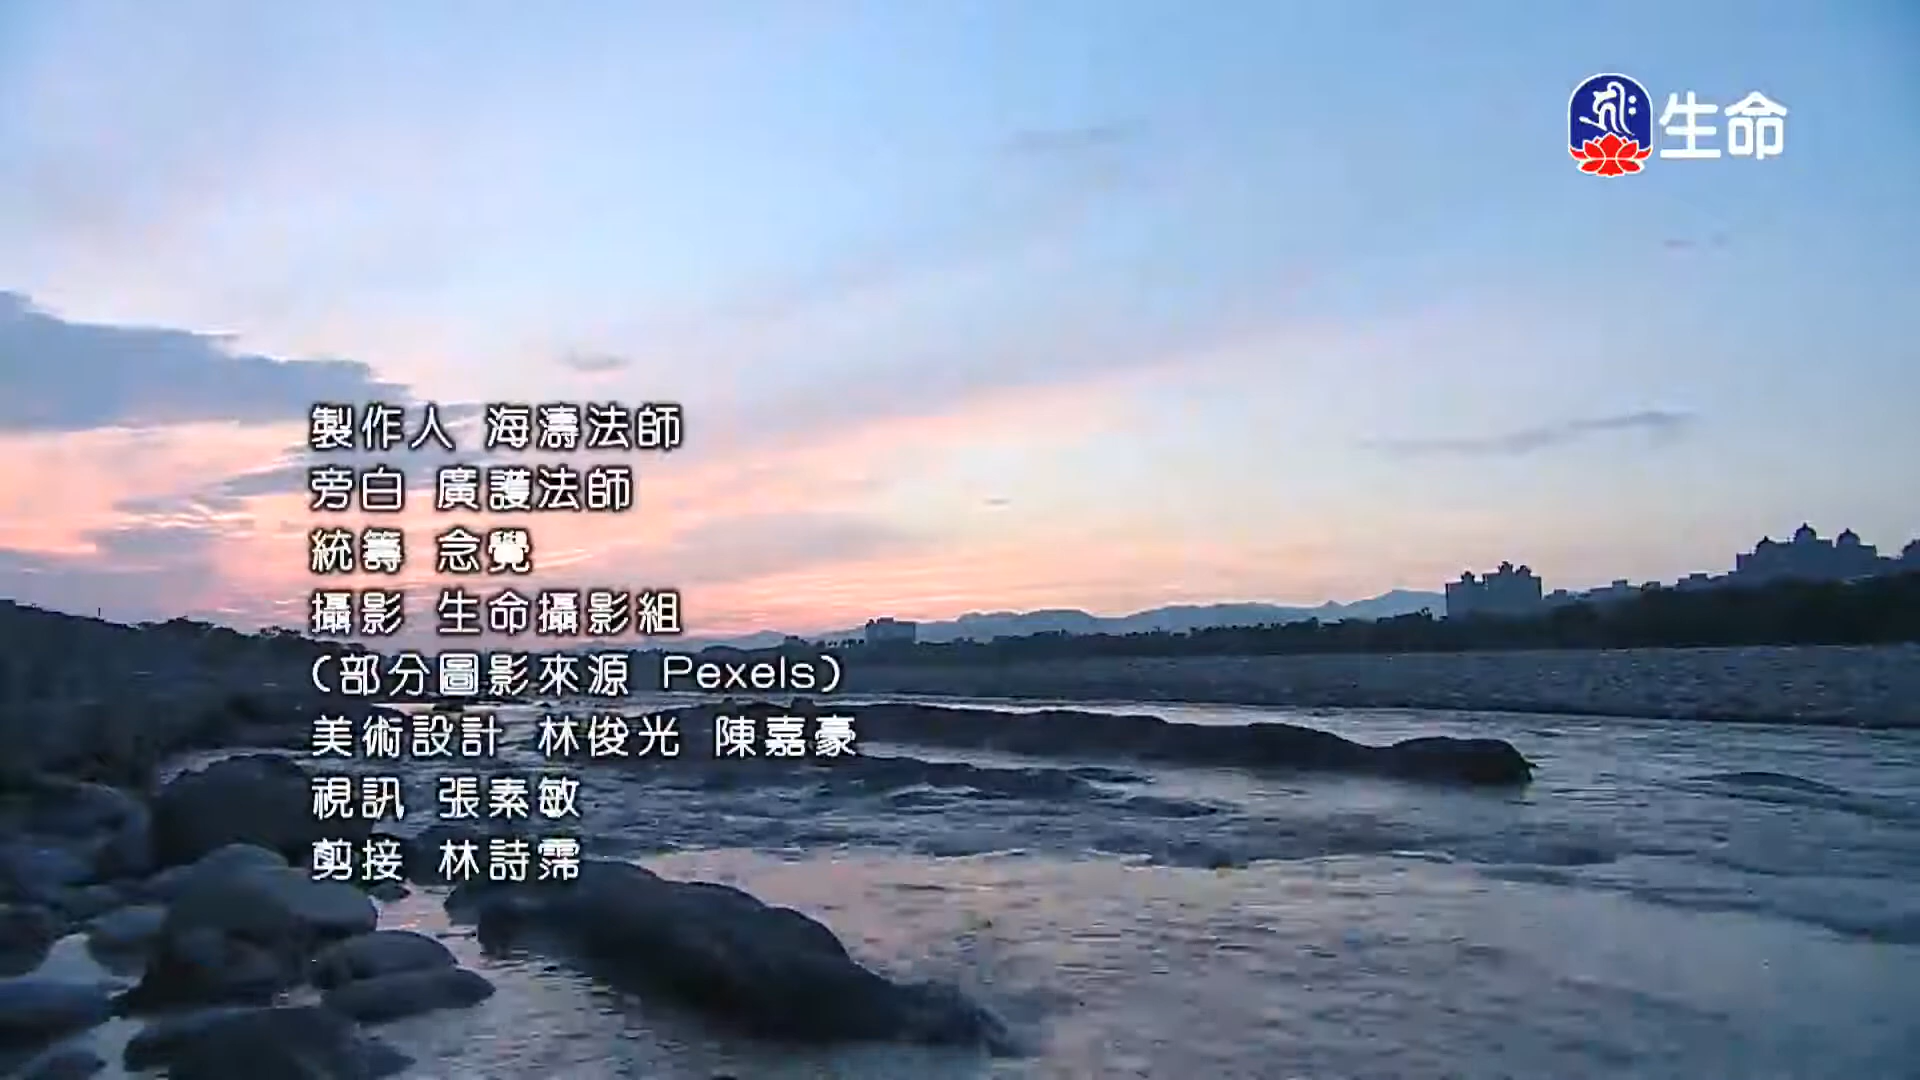 生命
製作人 海濤法師
旁白 廣護法師
統籌 念覺
攝影 生命攝影組
(部分圖影來源 Pexels)
美術設計 林俊光 陳嘉豪
視訊 張素敏
剪接 林詩霈